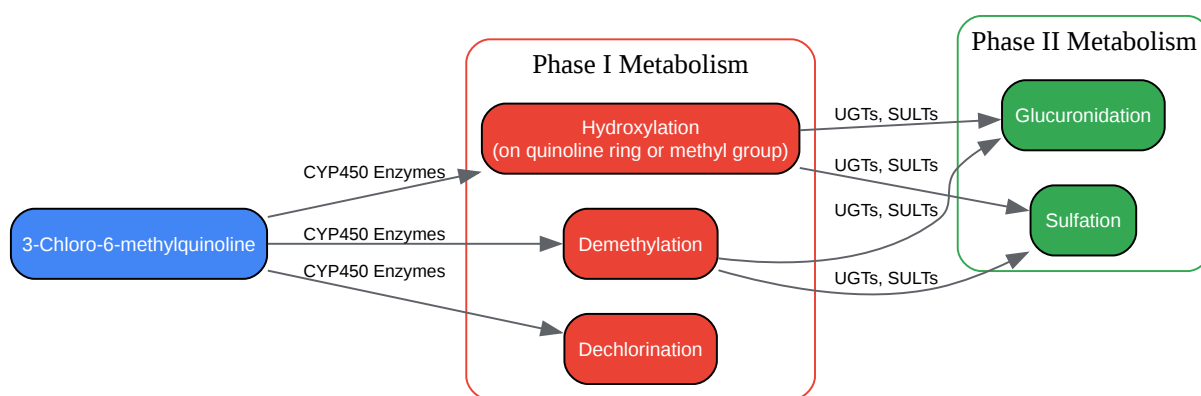 Phase II Metabolism
Phase I Metabolism
UGTs, SULTs
Glucuronidation
Hydroxylation
(on quinoline ring or methyl group)
CYP450 Enzymes
UGTs, SULTs
3-Chloro-6-methylquinoline
CYP450 Enzymes
Demethylation
UGTs, SULTs
Sulfation
CYP450 Enzymes
UGTs, SULTs
Dechlorination